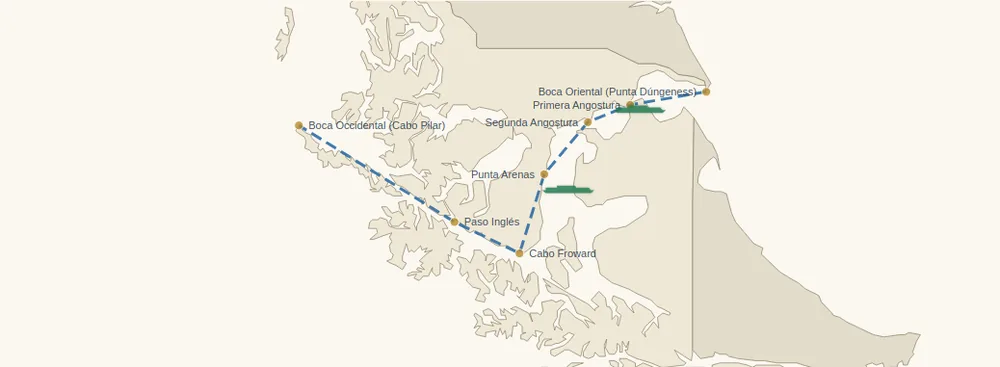 Boca Oriental (Punta Dúngeness)
Primera Angostura
Segunda Angostura
Boca Occidental (Cabo Pilar)
Punta Arenas
Paso Inglés
Cabo Froward